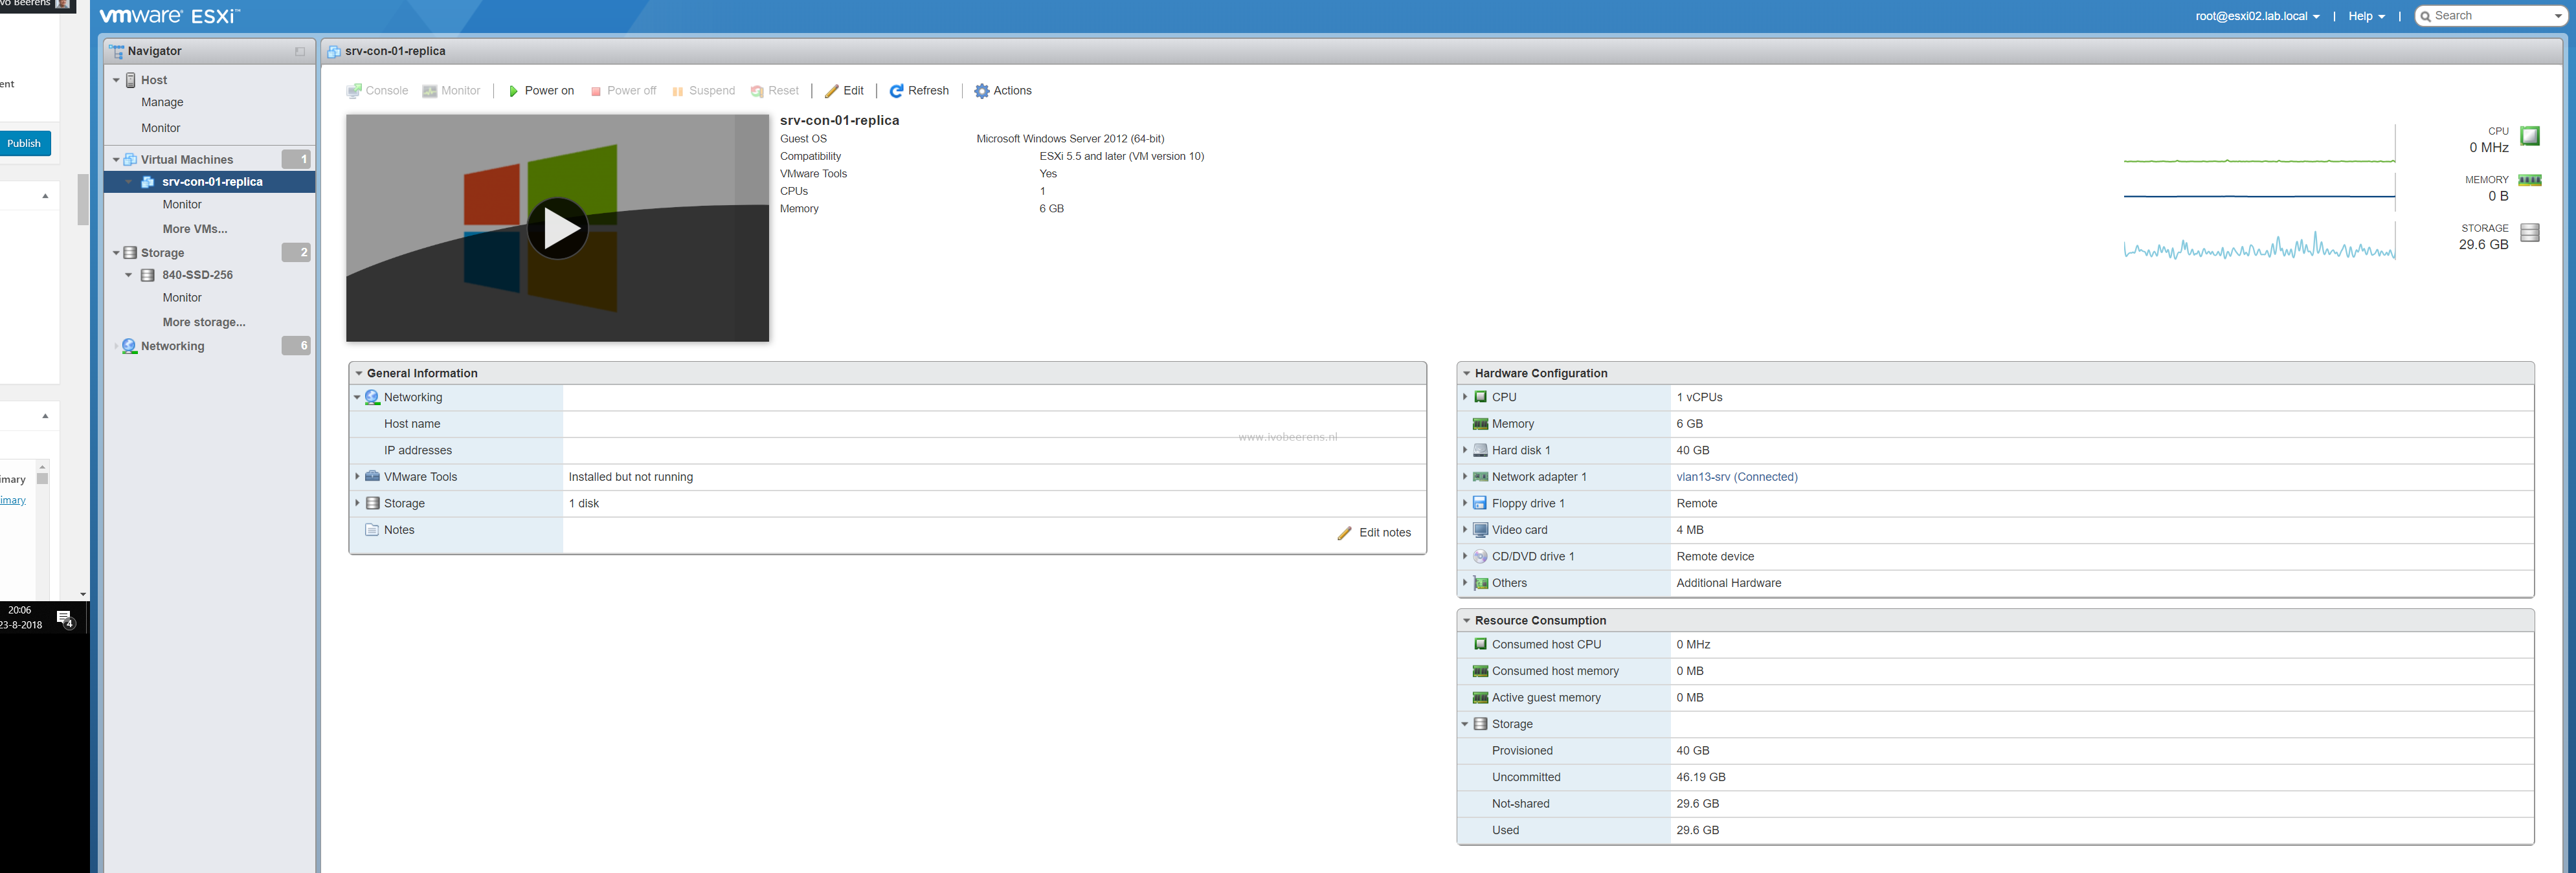 vo Beerens
ent
Publish
imary
imary
20:06
23-8-2018
4
vmware® ESXi™
root@esxi02.lab.local | Help | Search
Navigator
Host
Manage
Monitor
Virtual Machines 1
srv-con-01-replica
Monitor
More VMs...
Storage 2
840-SSD-256
Monitor
More storage...
Networking 6
srv-con-01-replica
Console Monitor | Power on Power off Suspend Reset | Edit | Refresh | Actions
srv-con-01-replica
Guest OS Microsoft Windows Server 2012 (64-bit)
Compatibility ESXi 5.5 and later (VM version 10)
VMware Tools Yes
CPUs 1
Memory 6 GB
CPU
0 MHz
MEMORY
0 B
STORAGE
29.6 GB
General Information
Networking
Host name
www.ivobeerens.nl
IP addresses
VMware Tools Installed but not running
Storage 1 disk
Notes Edit notes
Hardware Configuration
CPU 1 vCPUs
Memory 6 GB
Hard disk 1 40 GB
Network adapter 1 vlan13-srv (Connected)
Floppy drive 1 Remote
Video card 4 MB
CD/DVD drive 1 Remote device
Others Additional Hardware
Resource Consumption
Consumed host CPU 0 MHz
Consumed host memory 0 MB
Active guest memory 0 MB
Storage
Provisioned 40 GB
Uncommitted 46.19 GB
Not-shared 29.6 GB
Used 29.6 GB